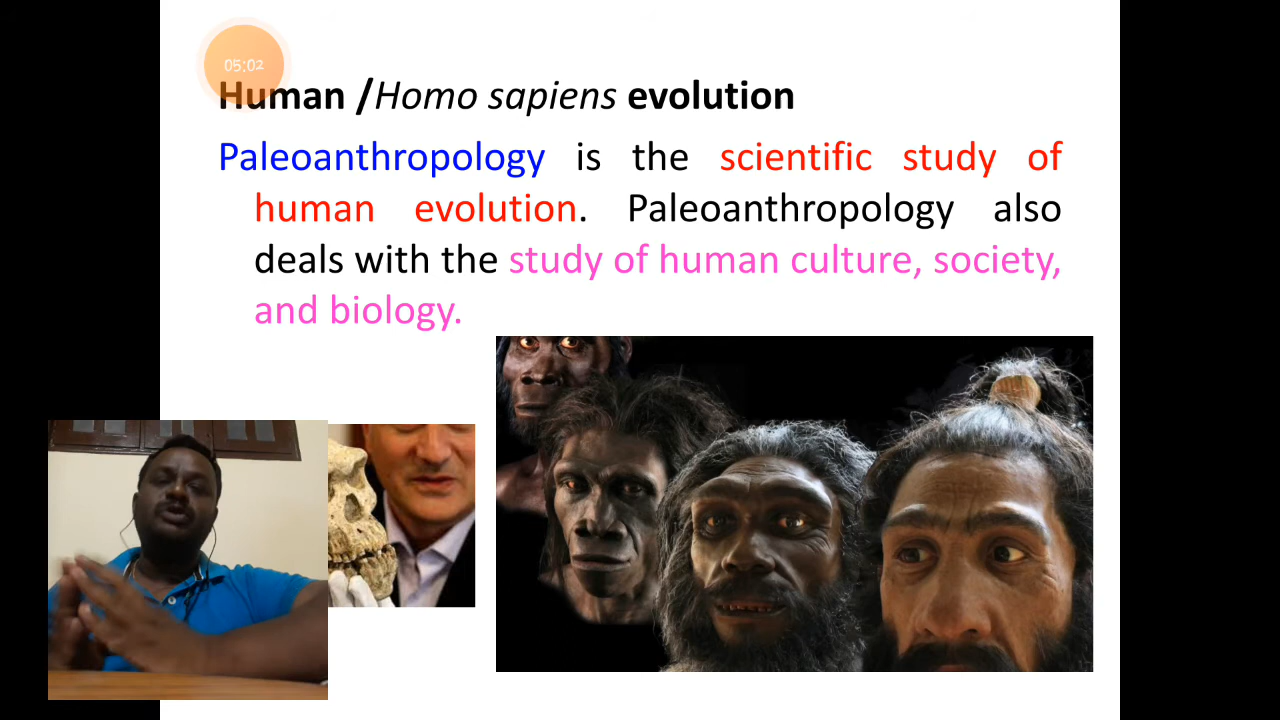 05:02
Human /Homo sapiens evolution
Paleoanthropology is the scientific study of
human evolution. Paleoanthropology also
deals with the study of human culture, society,
and biology.